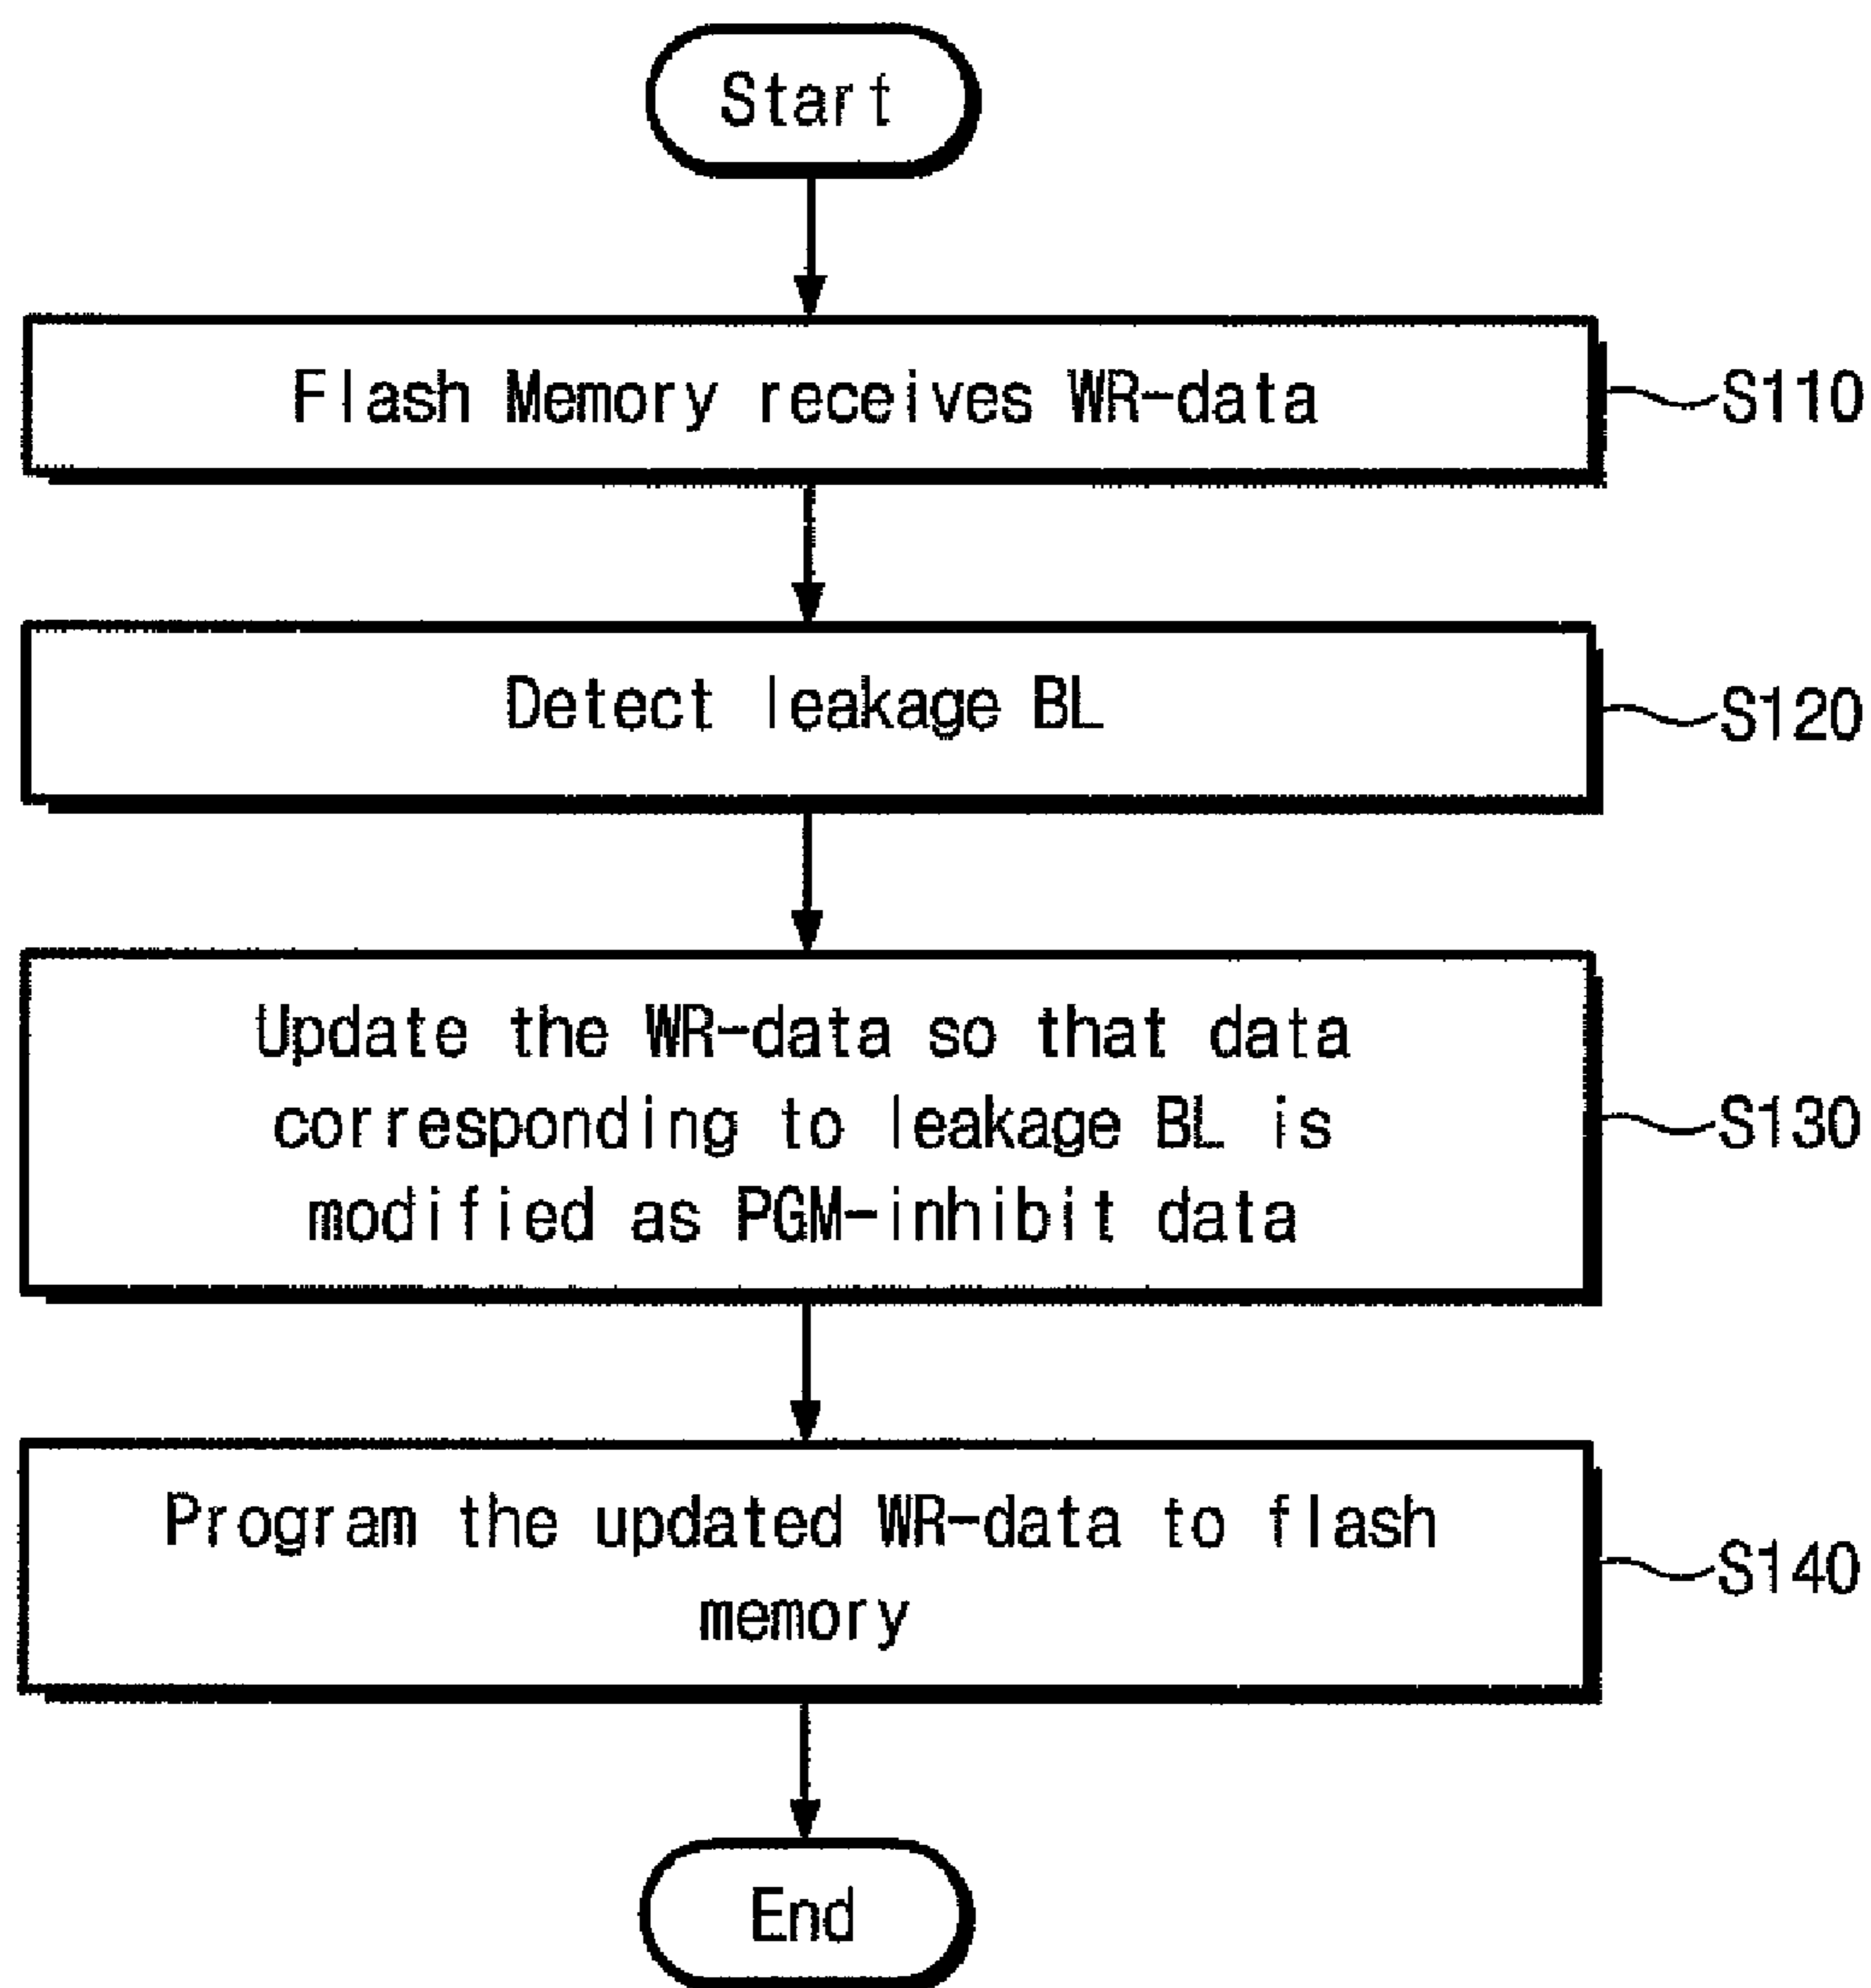 Start
Flash Memory receives WR-data
S110
Detect leakage BL
S120
Update the WR-data so that data
corresponding to leakage BL is
modified as PGM-inhibit data
S130
Program the updated WR-data to flash
memory
S140
End